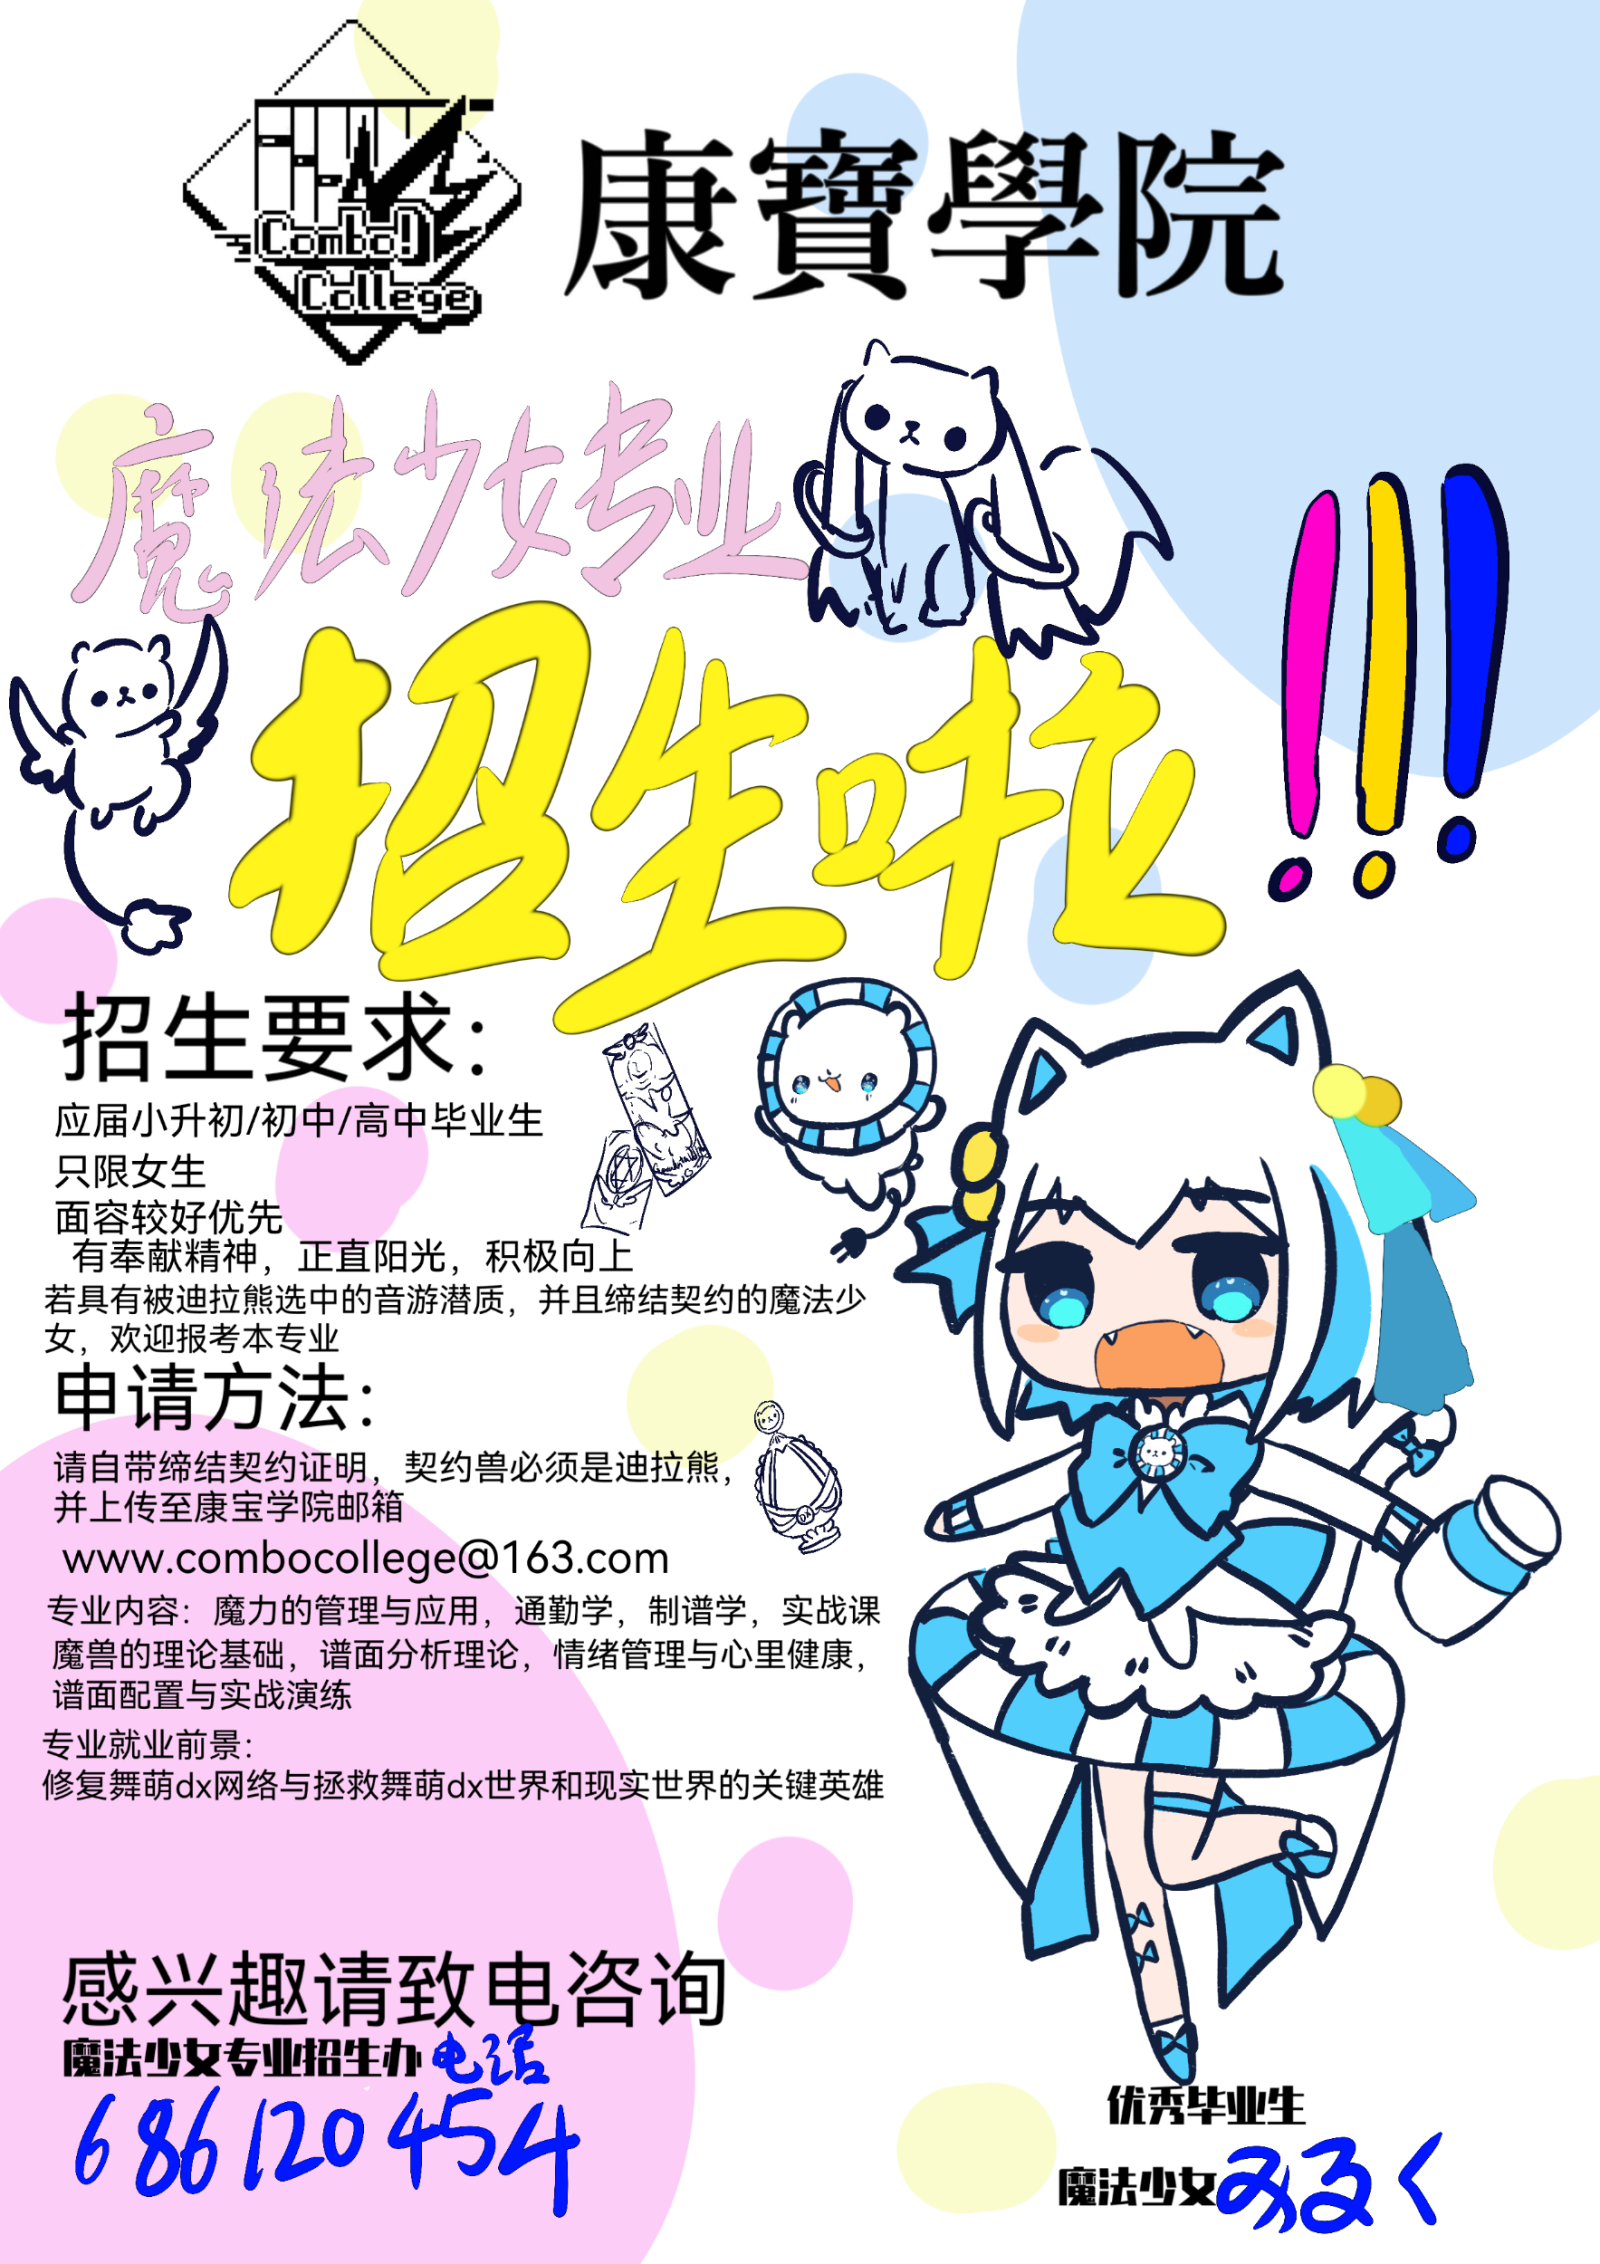 Combo!
College
康寶學院
魔法少女专业
招生啦!!!
招生要求：
应届小升初/初中/高中毕业生
只限女生
面容较好优先
有奉献精神，正直阳光，积极向上
若具有被迪拉熊选中的音游潜质，并且缔结契约的魔法少
女，欢迎报考本专业
申请方法：
请自带缔结契约证明，契约兽必须是迪拉熊，
并上传至康宝学院邮箱
www.combocollege@163.com
专业内容：魔力的管理与应用，通勤学，制谱学，实战课
魔兽的理论基础，谱面分析理论，情绪管理与心里健康，
谱面配置与实战演练
专业就业前景：
修复舞萌dx网络与拯救舞萌dx世界和现实世界的关键英雄
感兴趣请致电咨询
魔法少女专业招生办电话
686120454
优秀毕业生
魔法少女みるく